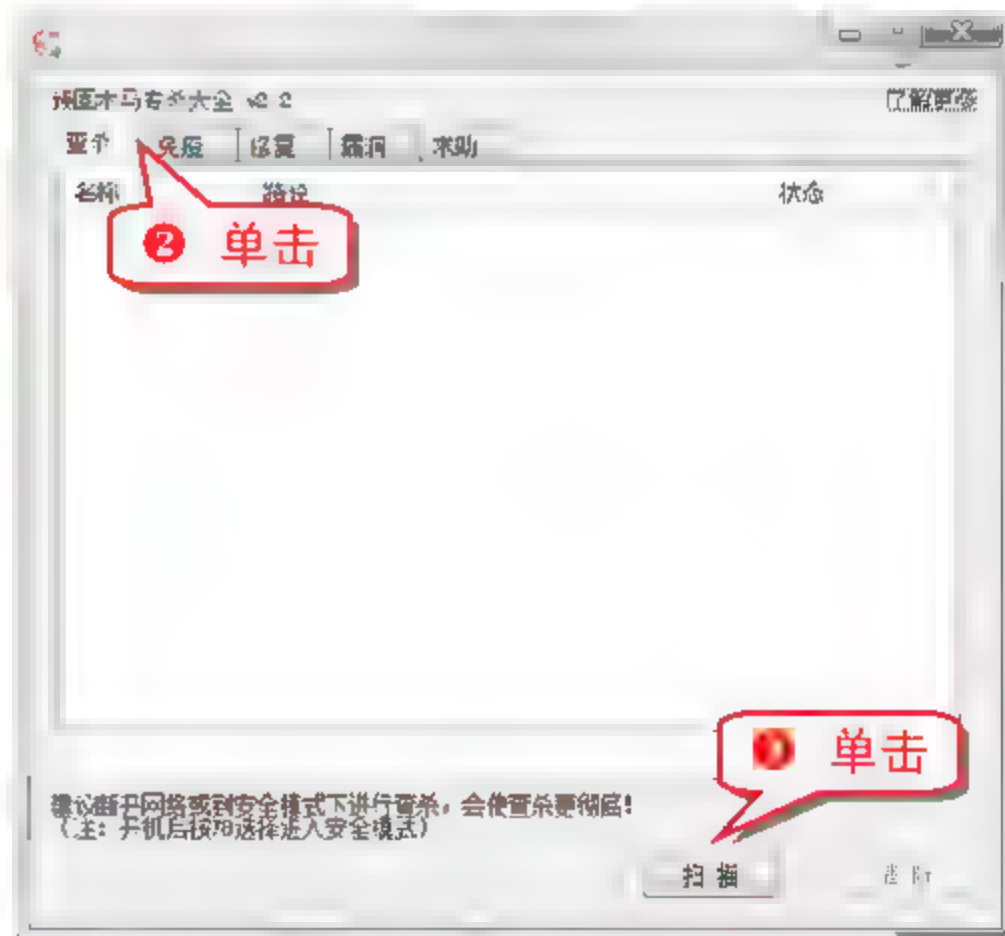 顽固木马专杀大全 v2.2
了解更多
查杀 免疫 修复 漏洞 求助
名称 路径 状态
❷ 单击
❶ 单击
建议断开网络或到安全模式下进行查杀，会使查杀更彻底！
（注：开机后按F8选择进入安全模式）
扫描